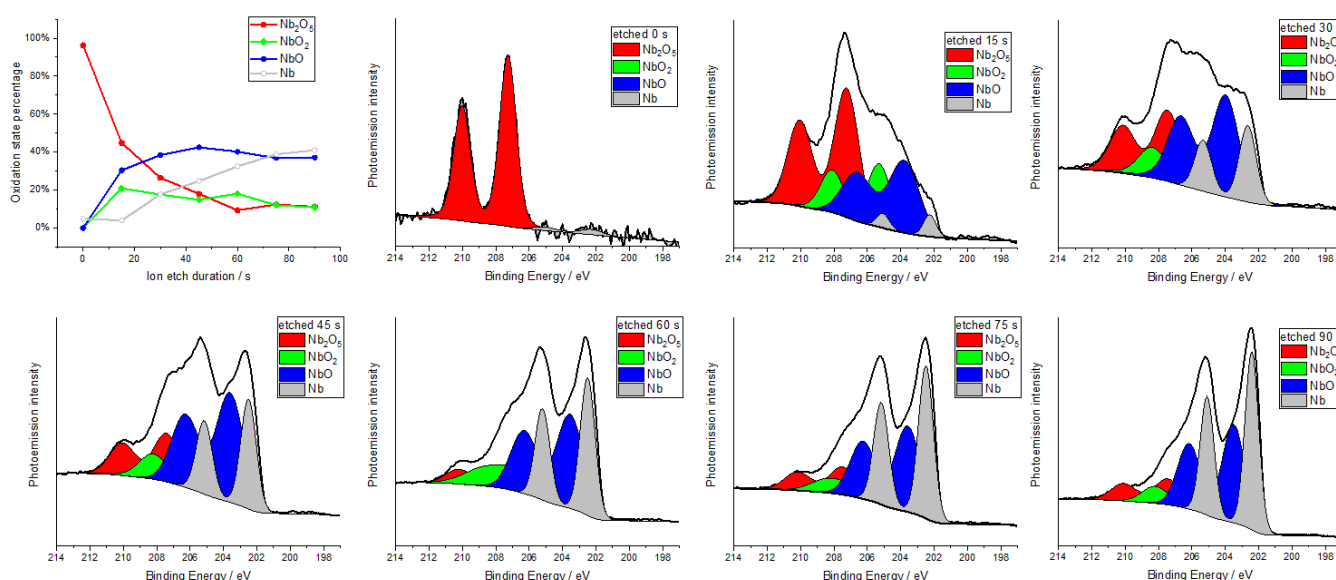 Nb₂O₅
NbO₂
NbO
Nb
100%
80%
60%
40%
20%
0%
Oxidation state percentage
0 20 40 60 80 100
Ion etch duration / s
etched 0 s
Nb₂O₅
NbO₂
NbO
Nb
Photoemission intensity
214 212 210 208 206 204 202 200 198
Binding Energy / eV
etched 15 s
Nb₂O₅
NbO₂
NbO
Nb
Photoemission intensity
214 212 210 208 206 204 202 200 198
Binding Energy / eV
etched 30
Nb₂O
NbO₂
NbO
Nb
Photoemission intensity
214 212 210 208 206 204 202 200 198
Binding Energy / eV
etched 45 s
Nb₂O₅
NbO₂
NbO
Nb
Photoemission intensity
214 212 210 208 206 204 202 200 198
Binding Energy / eV
etched 60 s
Nb₂O₅
NbO₂
NbO
Nb
Photoemission intensity
214 212 210 208 206 204 202 200 198
Binding Energy / eV
etched 75 s
Nb₂O₅
NbO₂
NbO
Nb
Photoemission intensity
214 212 210 208 206 204 202 200 198
Binding Energy / eV
etched 90
Nb₂O
NbO₂
NbO
Nb
Photoemission intensity
214 212 210 208 206 204 202 200 198
Binding Energy / eV